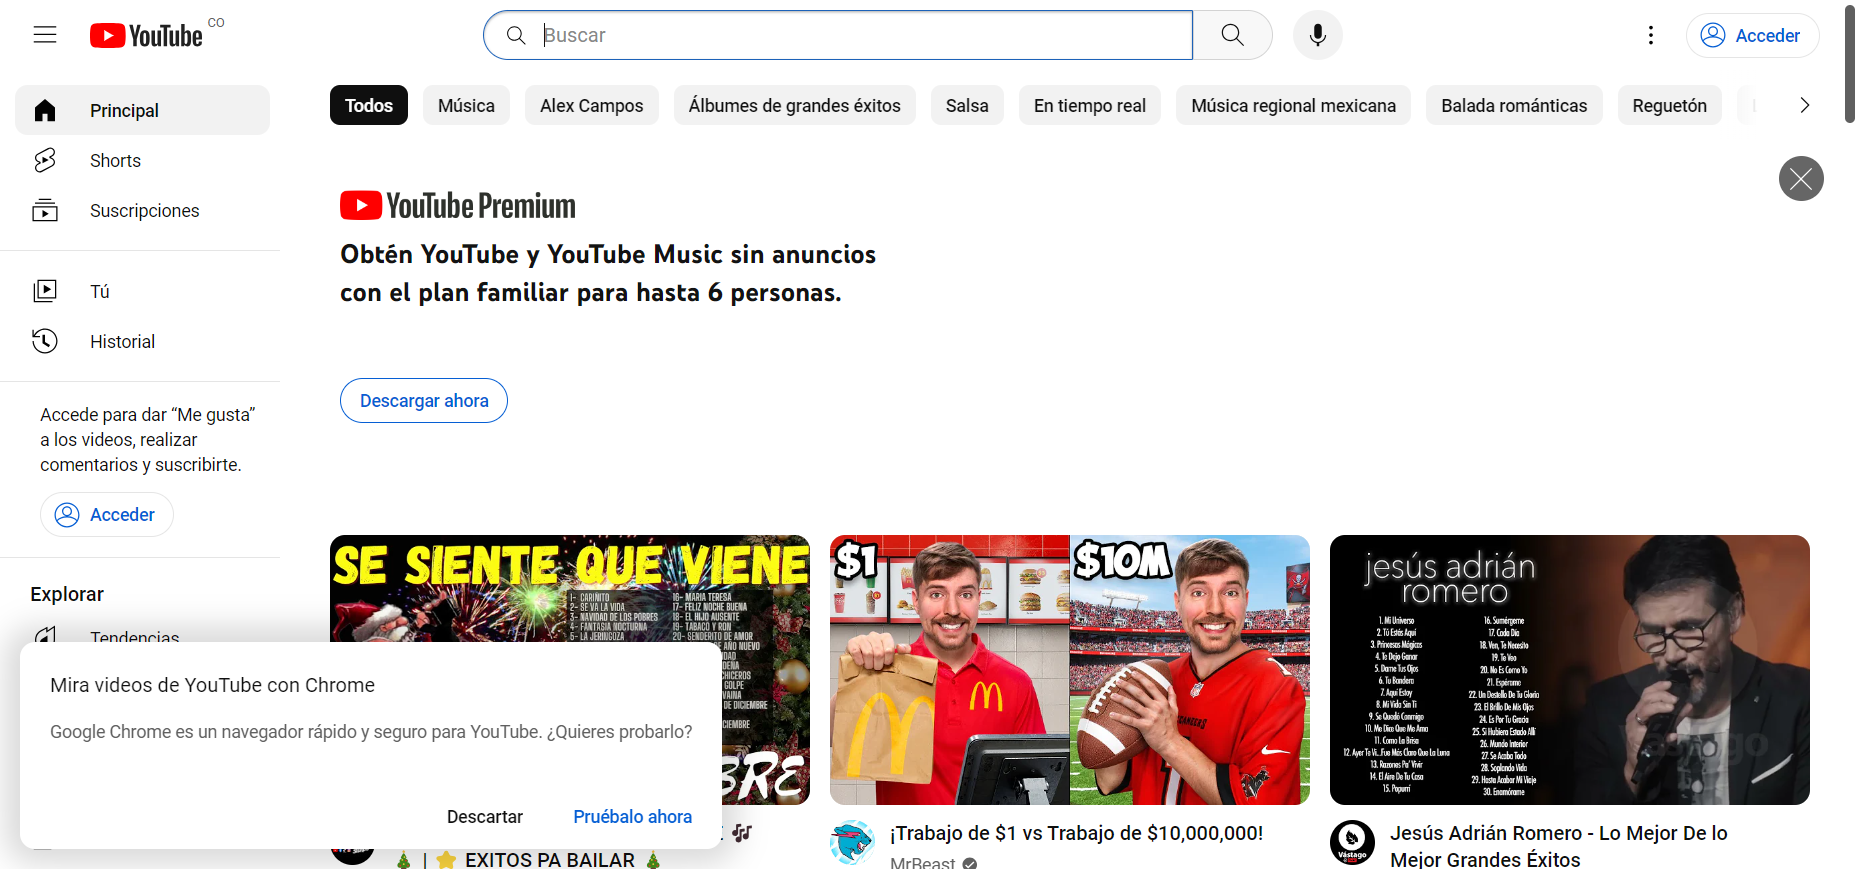 YouTube CO
Buscar
Acceder
Principal
Shorts
Suscripciones
Tú
Historial
Accede para dar “Me gusta”
a los videos, realizar
comentarios y suscribirte.
Acceder
Explorar
Tendencias
Todos
Música
Alex Campos
Álbumes de grandes éxitos
Salsa
En tiempo real
Música regional mexicana
Balada románticas
Reguetón
YouTube Premium
Obtén YouTube y YouTube Music sin anuncios
con el plan familiar para hasta 6 personas.
Descargar ahora
SE SIENTE QUE VIENE
1- CARIÑITO
2- SE VA LA VIDA
3- NAVIDAD DE LOS POBRES
4- FANTASIA NOCTURNA
5- LA JERINGOZA
16- MARIA TERESA
17- FELIZ NOCHE BUENA
18- EL HIJO AUSENTE
19- TABACO Y RON
20- SENDERITO DE AMOR
DE DICIEMBRE
Mira videos de YouTube con Chrome
Google Chrome es un navegador rápido y seguro para YouTube. ¿Quieres probarlo?
Descartar
Pruébalo ahora
| ⭐ EXITOS PA BAILAR
$1
$10M
¡Trabajo de $1 vs Trabajo de $10,000,000!
MrBeast
jesús adrián
romero
1. Mi Universo
2. Tú Estás Aquí
3. Princesas Mágicas
4. Te Dejo Ganar
5. Dame Tus Ojos
6. Tu Bandera
7. Aquí Estoy
8. Mi Vida Sin Ti
9. Se Quedó Conmigo
10. Me Dice Que Me Ama
11. Como La Brisa
12. Ayer Te Vi...Fue Más Claro Que La Luna
13. Razones Pa' Vivir
14. El Aire De Tu Casa
15. Popurrí
16. Sumérgeme
17. Cada Día
18. Ven, Te Necesito
19. Te Veo
20. No Es Como Yo
21. Espérame
22. Un Destello De Tu Gloria
23. El Brillo De Mis Ojos
24. Es Por Tu Gracia
25. Si Hubiera Estado Allí
26. Mundo Interior
27. Se Acaba Todo
28. Soplando Vida
29. Hasta Acabar Mi Viaje
30. Enamórame
Vástago
Jesús Adrián Romero - Lo Mejor De lo
Mejor Grandes Éxitos